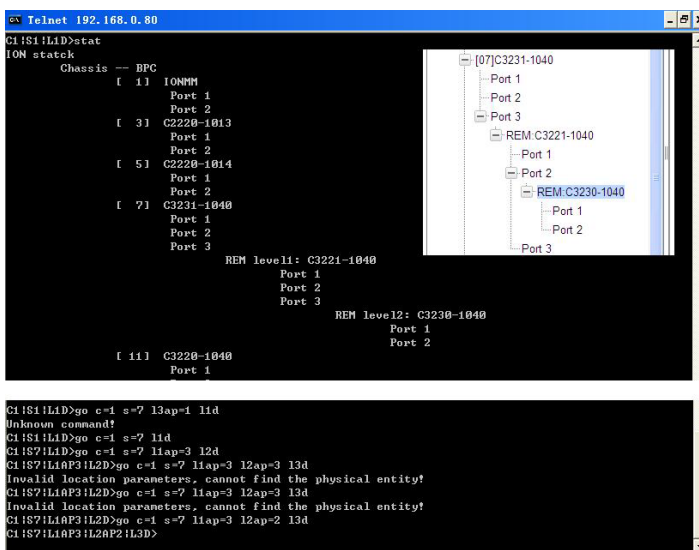 Telnet 192.168.0.80
C1|S1|L1D>stat
ION statck
Chassis -- BPC
[ 1] IONMM
Port 1
Port 2
[ 3] C2220-1013
Port 1
Port 2
[ 5] C2220-1014
Port 1
Port 2
[ 7] C3231-1040
Port 1
Port 2
Port 3
REM level1: C3221-1040
Port 1
Port 2
Port 3
REM level2: C3230-1040
Port 1
Port 2
[ 11] C3220-1040
Port 1
[07]C3231-1040
Port 1
Port 2
Port 3
REM:C3221-1040
Port 1
Port 2
REM:C3230-1040
Port 1
Port 2
Port 3
C1|S1|L1D>go c=1 s=7 l3ap=1 l1d
Unknown command!
C1|S1|L1D>go c=1 s=7 l1d
C1|S7|L1D>go c=1 s=7 l1ap=3 l2d
C1|S7|L1AP3|L2D>go c=1 s=7 l1ap=3 l2ap=3 l3d
Invalid location parameters, cannot find the physical entity!
C1|S7|L1AP3|L2D>go c=1 s=7 l1ap=3 l2ap=3 l3d
Invalid location parameters, cannot find the physical entity!
C1|S7|L1AP3|L2D>go c=1 s=7 l1ap=3 l2ap=2 l3d
C1|S7|L1AP3|L2AP2|L3D>